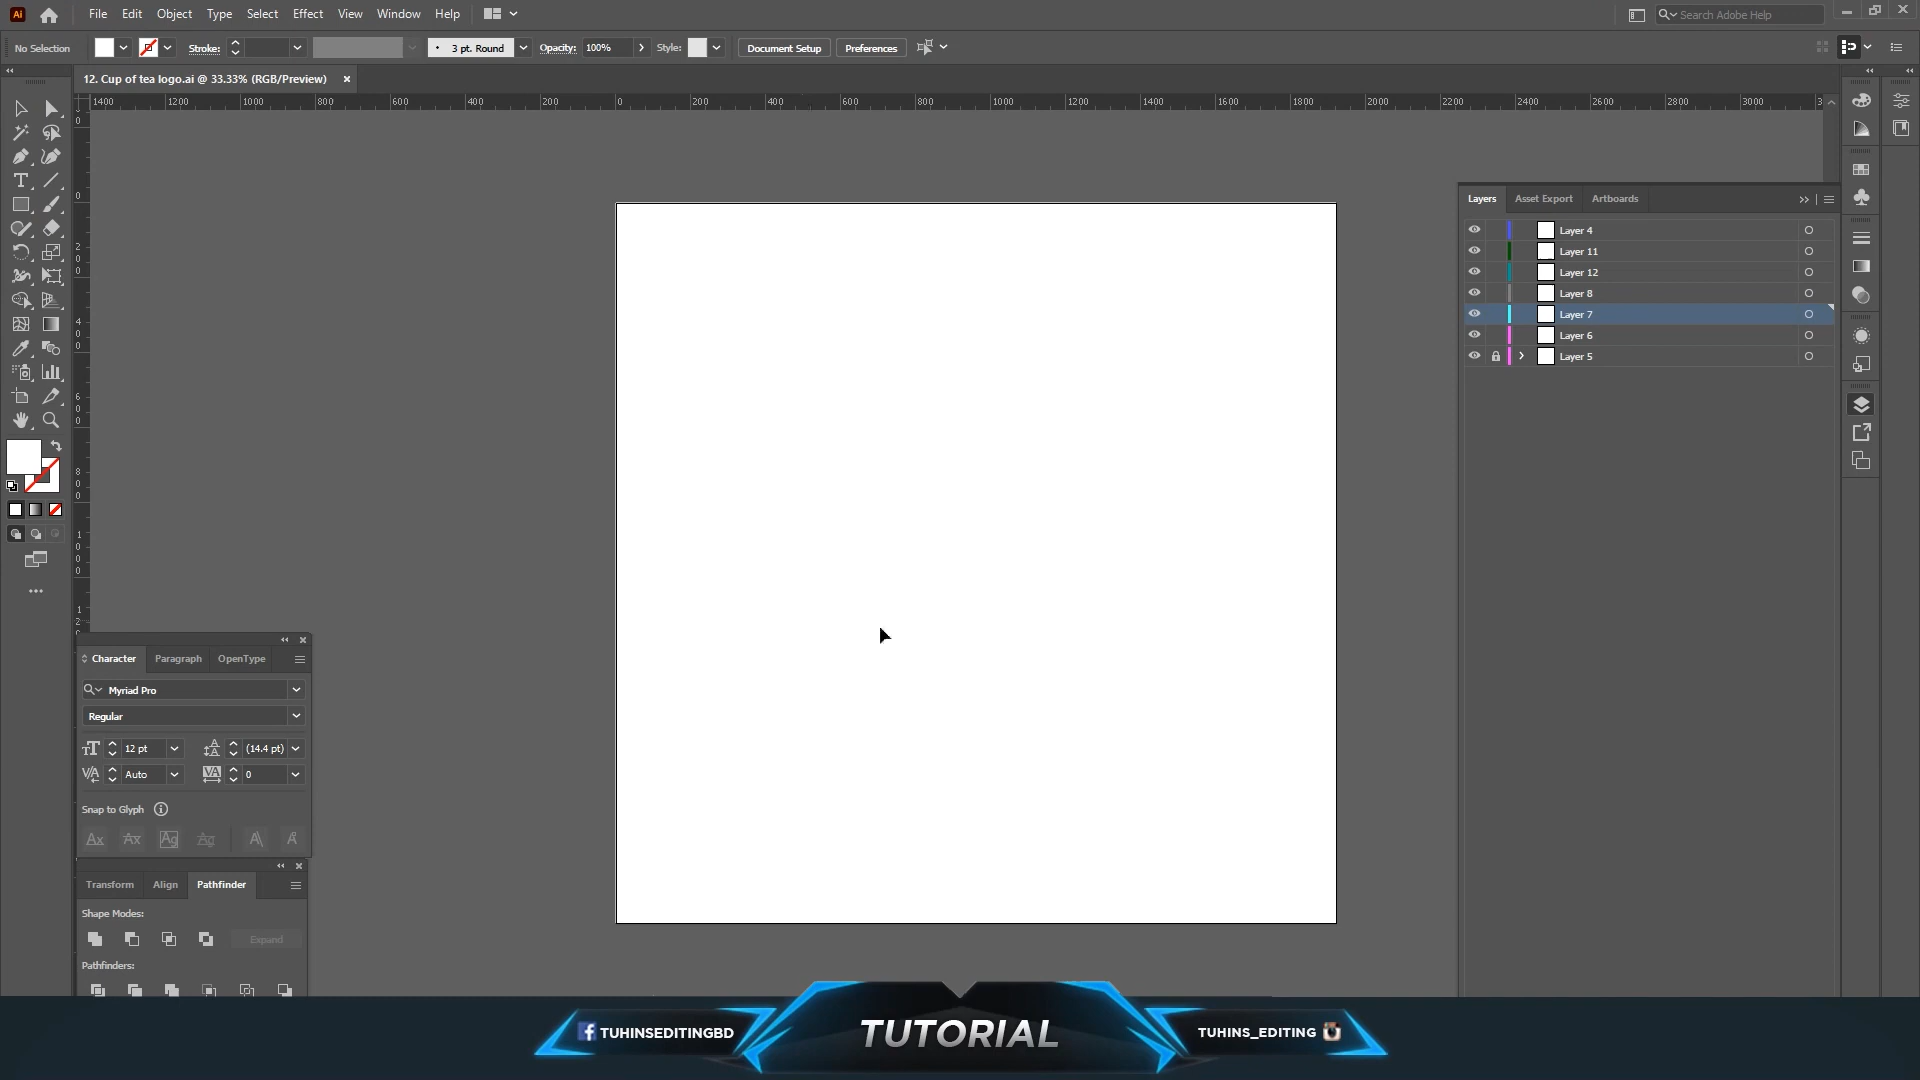 Ai File Edit Object Type Select Effect View Window Help Search Adobe Help
No Selection Stroke: 3 pt. Round Opacity: 100% Style: Document Setup Preferences
12. Cup of tea logo.ai @ 33.33% (RGB/Preview)
1400 1200 1000 800 600 400 200 0 200 400 600 800 1000 1200 1400 1600 1800 2000 2200 2400 2600 2800 3000
Layers Asset Export Artboards
Layer 4
Layer 11
Layer 12
Layer 8
Layer 7
Layer 6
Layer 5
Character Paragraph OpenType
Myriad Pro
Regular
12 pt (14.4 pt)
Auto 0
Snap to Glyph
Transform Align Pathfinder
Shape Modes:
Expand
Pathfinders:
TUHINSEDITINGBD TUTORIAL TUHINS_EDITING